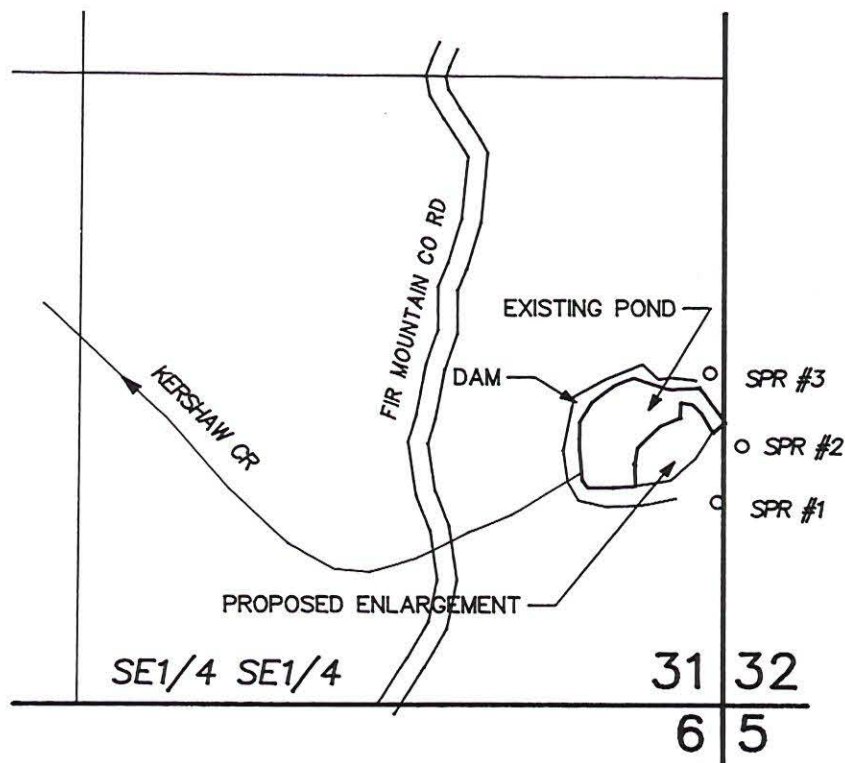 FIR MOUNTAIN CO RD
EXISTING POND
DAM
SPR #3
KERSHAW CR
SPR #2
SPR #1
PROPOSED ENLARGEMENT
SE1/4 SE1/4
31 32
6 5